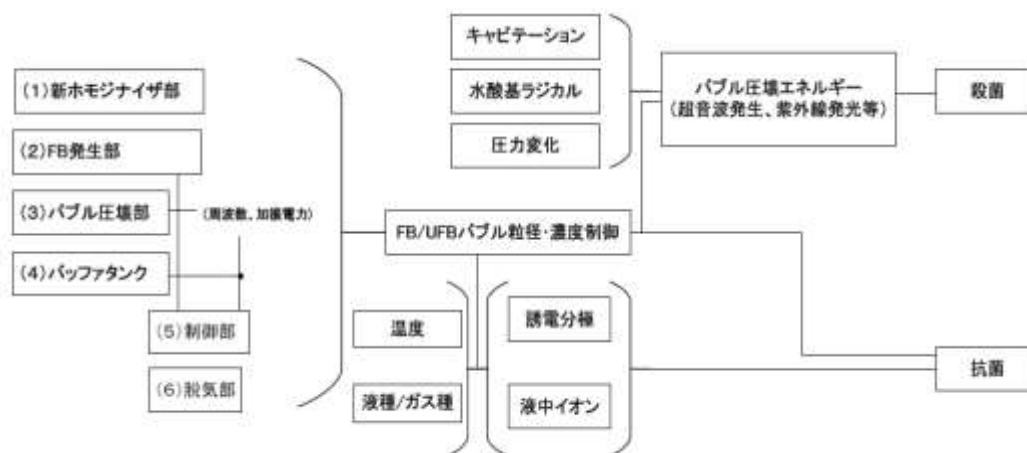 (1)新ホモジナイザ部
(2)FB発生部
(3)バブル圧壊部
(周波数、加振電力)
(4)バッファタンク
(5)制御部
(6)脱気部
FB/UFBバブル粒径・濃度制御
キャビテーション
水酸基ラジカル
圧力変化
バブル圧壊エネルギー
(超音波発生、紫外線発光等)
殺菌
温度
液種/ガス種
誘電分極
液中イオン
抗菌